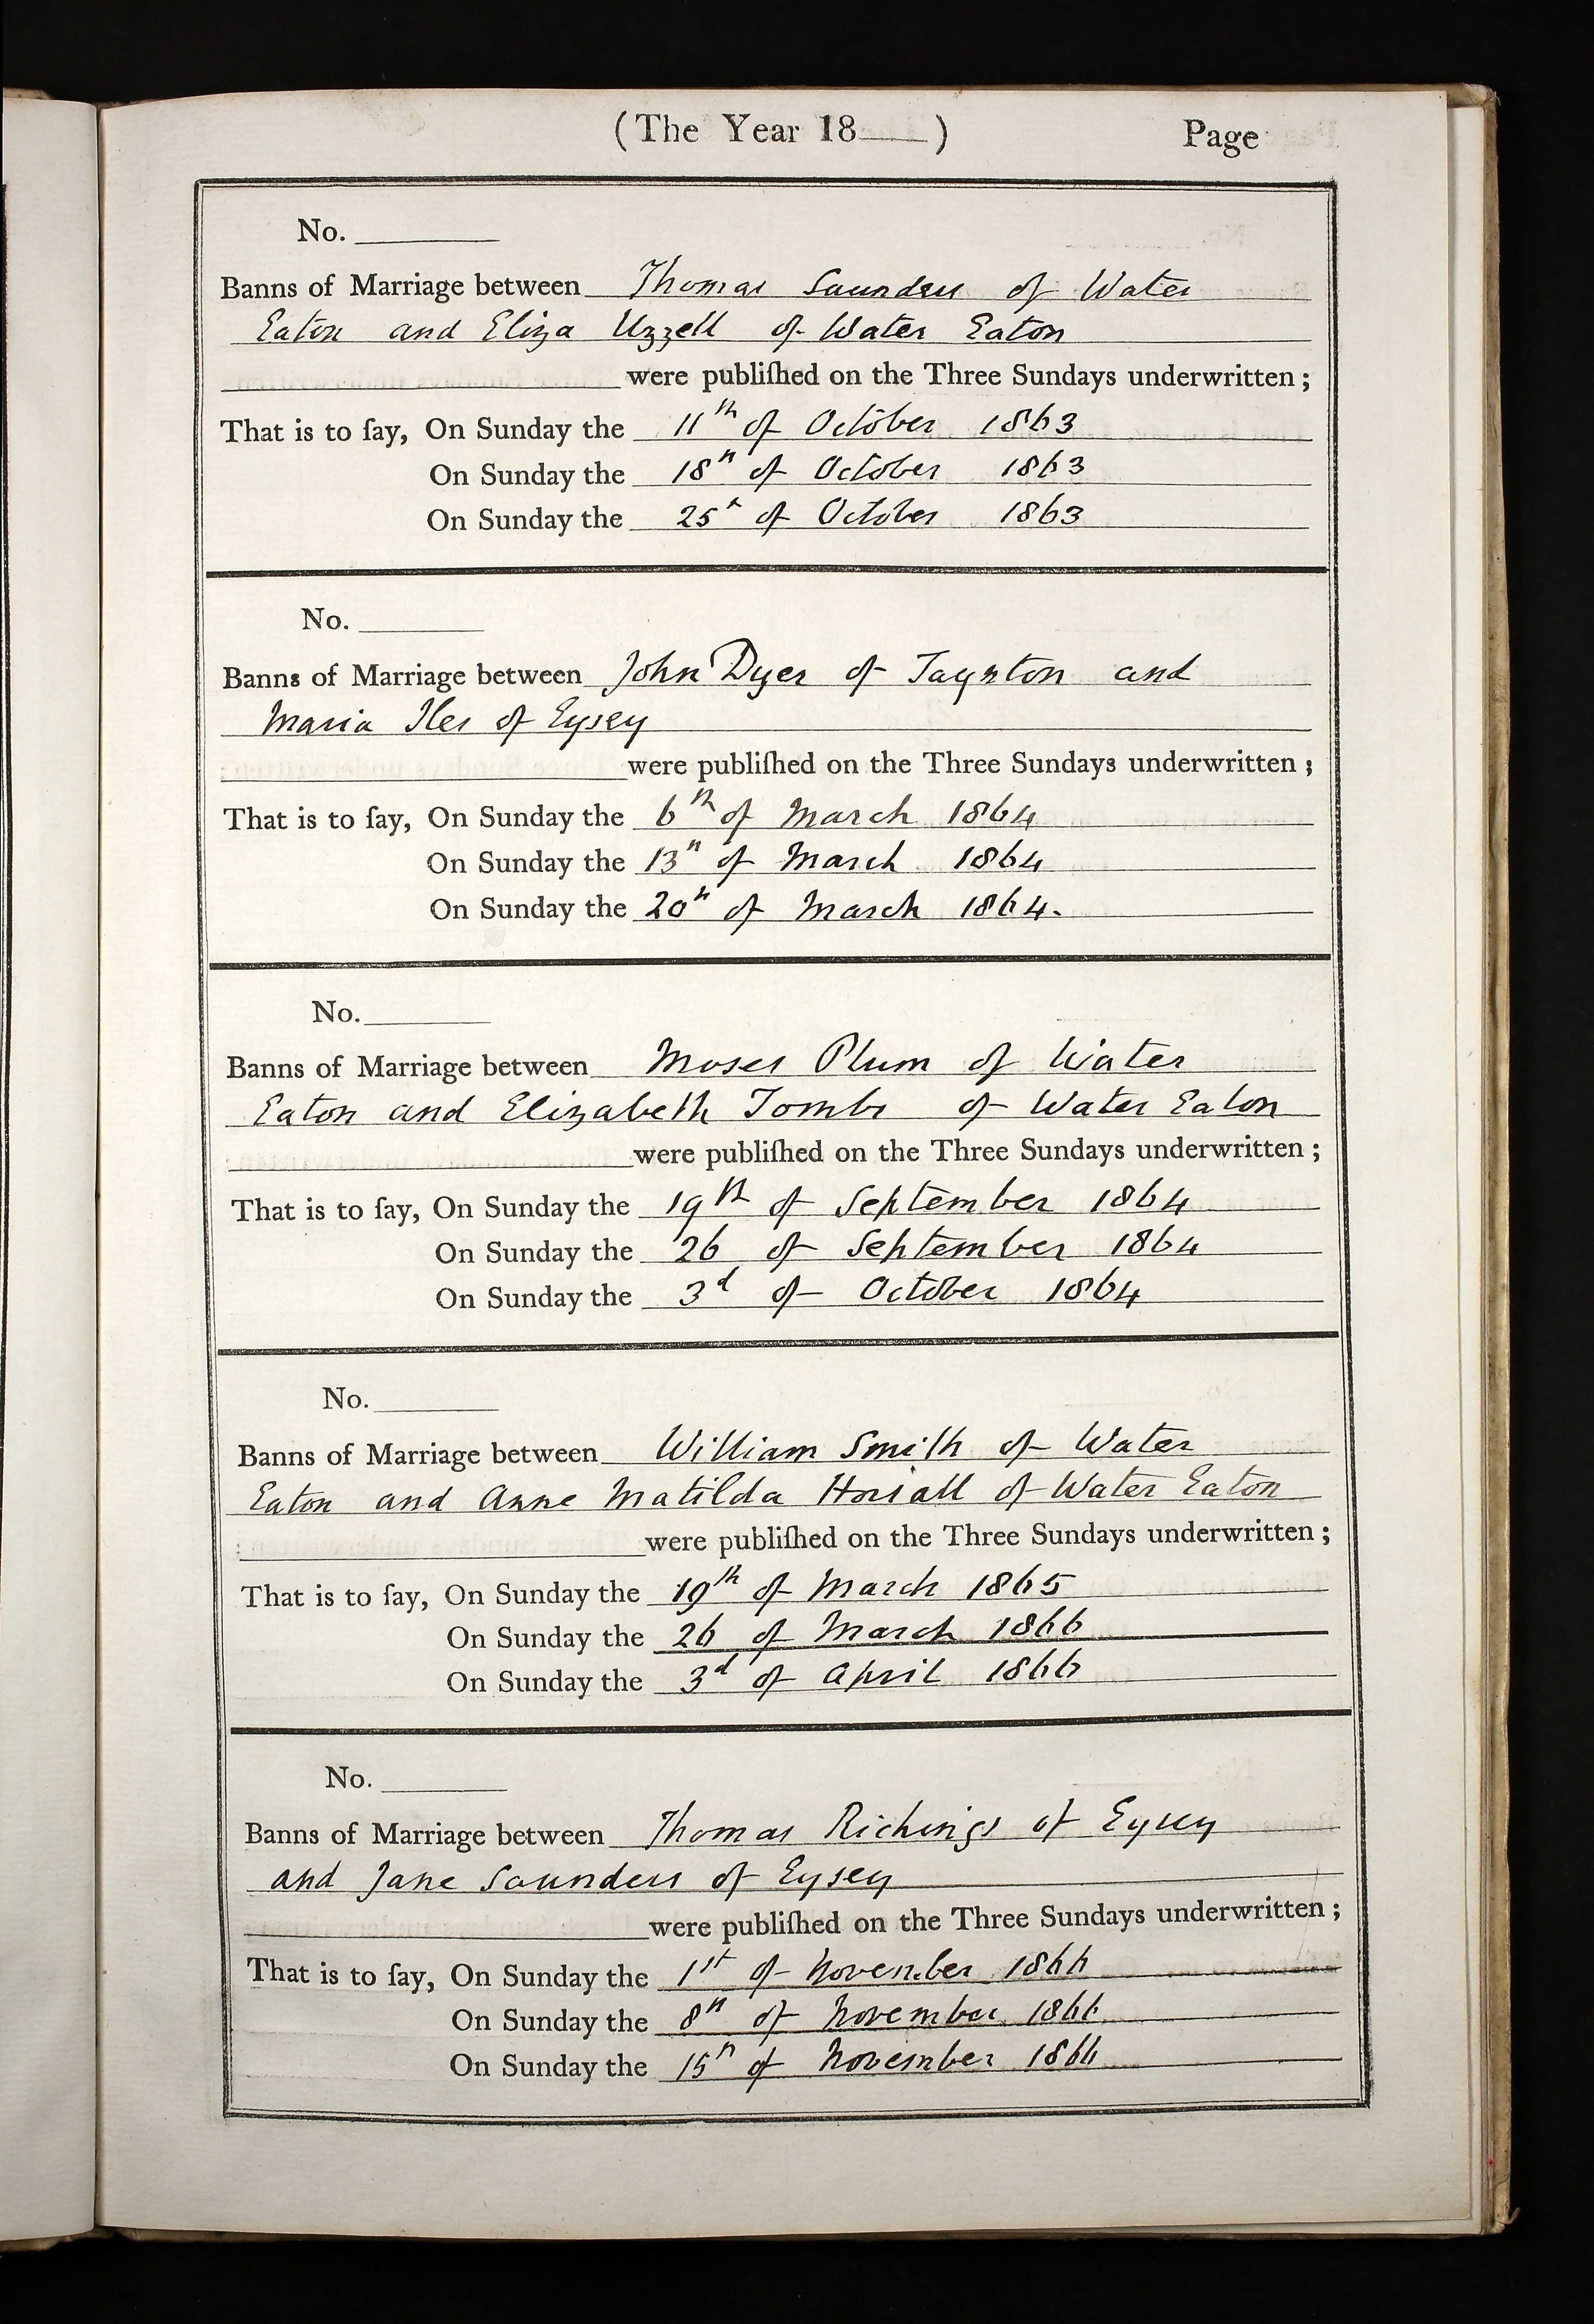 (The Year 18____) Page
No.
Banns of Marriage between Thomas Saunders of Water
Eaton and Eliza Uzzell of Water Eaton
were publiſhed on the Three Sundays underwritten;
That is to ſay, On Sunday the 11th of October 1863
On Sunday the 18th of October 1863
On Sunday the 25th of October 1863
No.
Banns of Marriage between John Dyer of Taynton and
Maria Iles of Eysey
were publiſhed on the Three Sundays underwritten;
That is to ſay, On Sunday the 6th of March 1864
On Sunday the 13th of March 1864
On Sunday the 20th of March 1864.
No.
Banns of Marriage between Moses Plum of Water
Eaton and Elizabeth Tombs of Water Eaton
were publiſhed on the Three Sundays underwritten;
That is to ſay, On Sunday the 19th of September 1864
On Sunday the 26 of September 1864
On Sunday the 3d of October 1864
No.
Banns of Marriage between William Smith of Water
Eaton and Anne Matilda Horsall of Water Eaton
were publiſhed on the Three Sundays underwritten;
That is to ſay, On Sunday the 19th of March 1865
On Sunday the 26 of March 1866
On Sunday the 3d of April 1866
No.
Banns of Marriage between Thomas Richings of Eysey
and Jane Saunders of Eysey
were publiſhed on the Three Sundays underwritten;
That is to ſay, On Sunday the 1st of November 1866
On Sunday the 8th of November 1866
On Sunday the 15th of November 1866